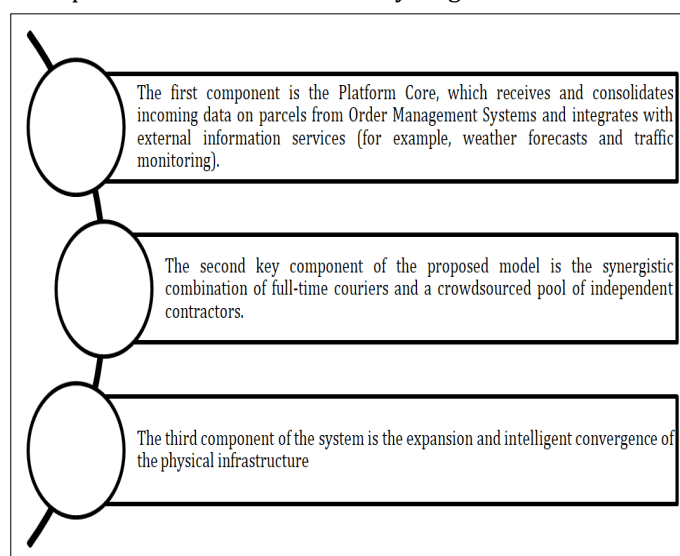 The first component is the Platform Core, which receives and consolidates
incoming data on parcels from Order Management Systems and integrates with
external information services (for example, weather forecasts and traffic
monitoring).
The second key component of the proposed model is the synergistic
combination of full-time couriers and a crowdsourced pool of independent
contractors.
The third component of the system is the expansion and intelligent convergence of
the physical infrastructure